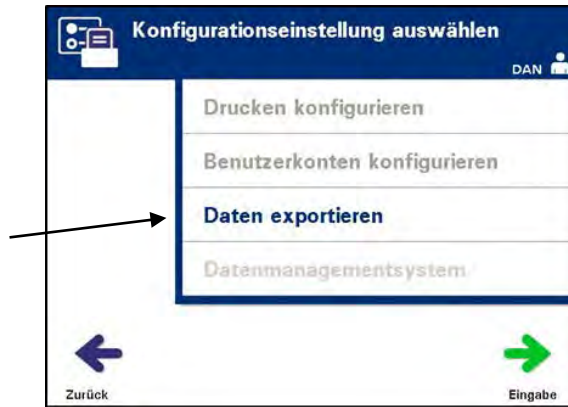 Konfigurationseinstellung auswählen
DAN
Drucken konfigurieren
Benutzerkonten konfigurieren
Daten exportieren
Datenmanagementsystem
Zurück
Eingabe